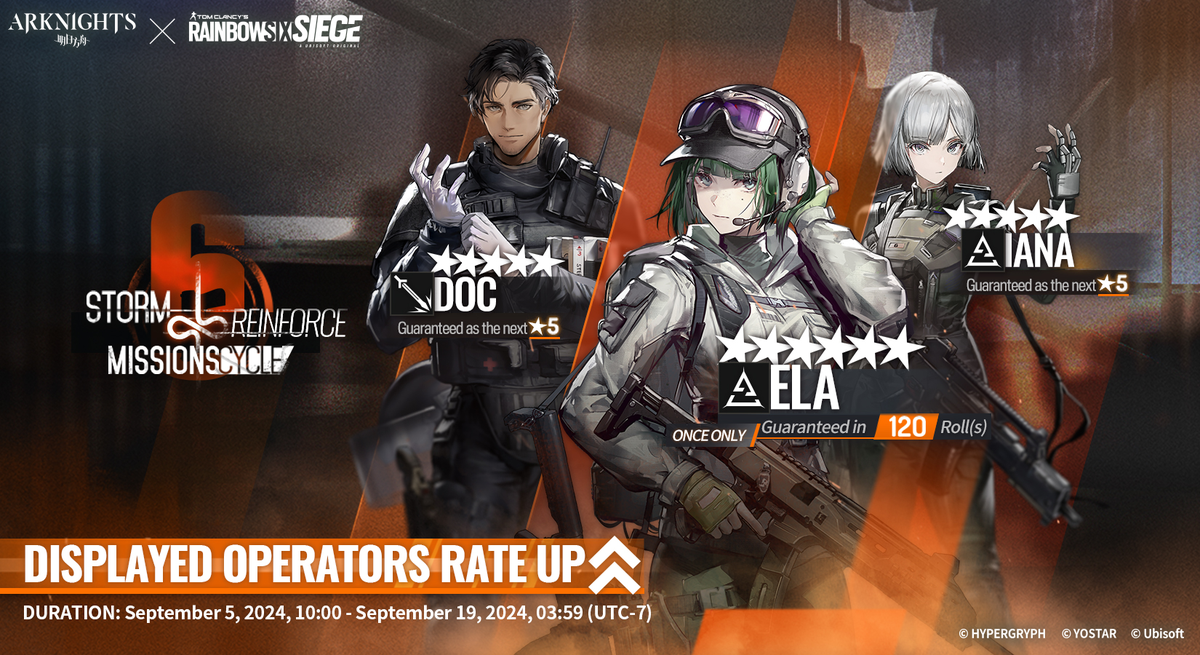 ARKNIGHTS
明日方舟
TOM CLANCY'S
RAINBOWSIX SIEGE
A UBISOFT ORIGINAL
6
STORM REINFORCE
MISSIONSCYCLE
DOC
Guaranteed as the next ★5
ELA
ONCE ONLY Guaranteed in 120 Roll(s)
IANA
Guaranteed as the next ★5
DISPLAYED OPERATORS RATE UP
DURATION: September 5, 2024, 10:00 - September 19, 2024, 03:59 (UTC-7)
© HYPERGRYPH © YOSTAR © Ubisoft